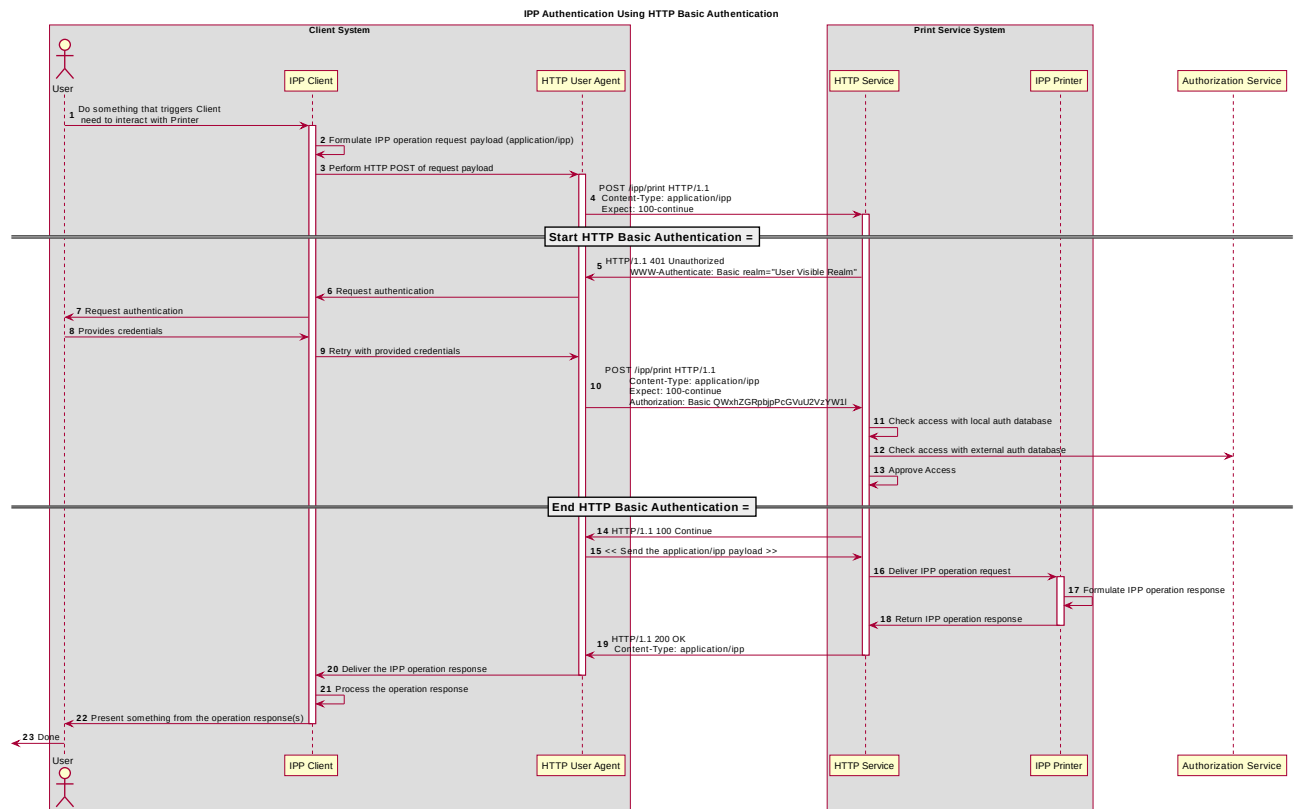 IPP Authentication Using HTTP Basic Authentication
Client System
Print Service System
User
IPP Client
HTTP User Agent
HTTP Service
IPP Printer
Authorization Service
1 Do something that triggers Client
need to interact with Printer
2 Formulate IPP operation request payload (application/ipp)
3 Perform HTTP POST of request payload
4 POST /ipp/print HTTP/1.1
Content-Type: application/ipp
Expect: 100-continue
Start HTTP Basic Authentication =
5 HTTP/1.1 401 Unauthorized
WWW-Authenticate: Basic realm="User Visible Realm"
6 Request authentication
7 Request authentication
8 Provides credentials
9 Retry with provided credentials
10 POST /ipp/print HTTP/1.1
Content-Type: application/ipp
Expect: 100-continue
Authorization: Basic QWxhZGRpbjpPcGVuU2VzYW1l
11 Check access with local auth database
12 Check access with external auth database
13 Approve Access
End HTTP Basic Authentication =
14 HTTP/1.1 100 Continue
15 << Send the application/ipp payload >>
16 Deliver IPP operation request
17 Formulate IPP operation response
18 Return IPP operation response
19 HTTP/1.1 200 OK
Content-Type: application/ipp
20 Deliver the IPP operation response
21 Process the operation response
22 Present something from the operation response(s)
23 Done
User
IPP Client
HTTP User Agent
HTTP Service
IPP Printer
Authorization Service